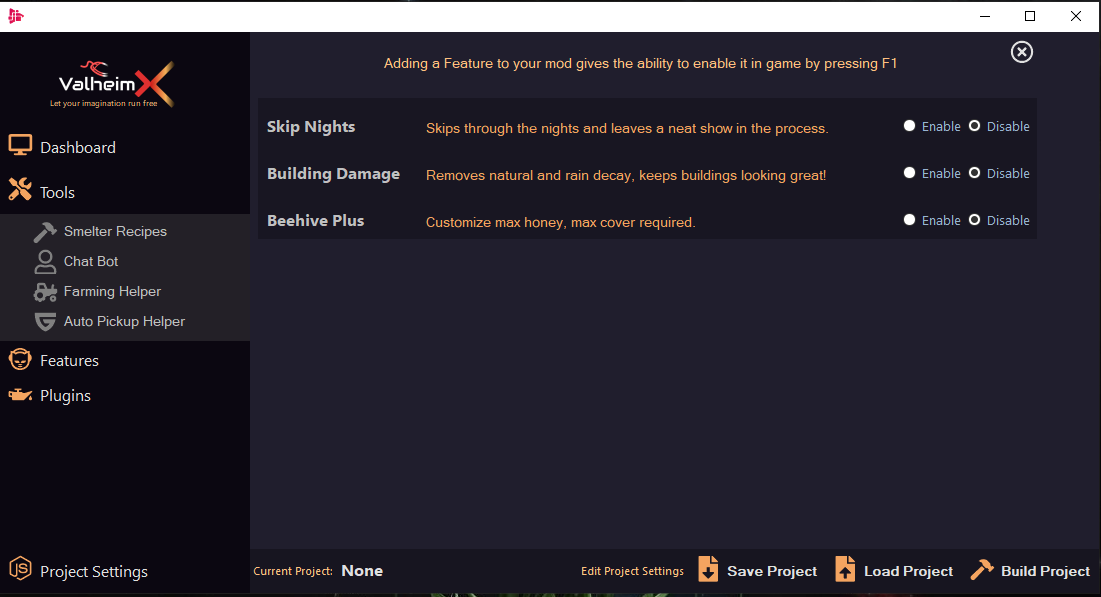 Valheim X
Let your imagination run free
Dashboard
Tools
Smelter Recipes
Chat Bot
Farming Helper
Auto Pickup Helper
Features
Plugins
Project Settings
Adding a Feature to your mod gives the ability to enable it in game by pressing F1
Skip Nights Skips through the nights and leaves a neat show in the process. Enable Disable
Building Damage Removes natural and rain decay, keeps buildings looking great! Enable Disable
Beehive Plus Customize max honey, max cover required. Enable Disable
Current Project: None Edit Project Settings Save Project Load Project Build Project